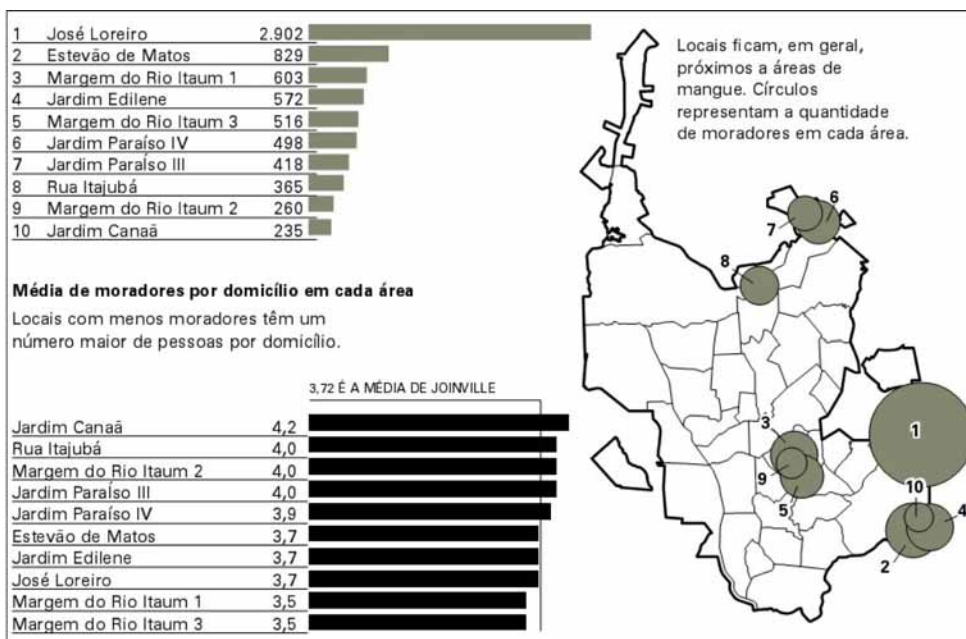 1 José Loreiro 2.902
2 Estevão de Matos 829
3 Margem do Rio Itaum 1 603
4 Jardim Edilene 572
5 Margem do Rio Itaum 3 516
6 Jardim Paraíso IV 498
7 Jardim Paraíso III 418
8 Rua Itajubá 365
9 Margem do Rio Itaum 2 260
10 Jardim Canaã 235
Locais ficam, em geral,
próximos a áreas de
mangue. Círculos
representam a quantidade
de moradores em cada área.
Média de moradores por domicílio em cada área
Locais com menos moradores têm um
número maior de pessoas por domicílio.
3,72 É A MÉDIA DE JOINVILLE
Jardim Canaã 4,2
Rua Itajubá 4,0
Margem do Rio Itaum 2 4,0
Jardim Paraíso III 4,0
Jardim Paraíso IV 3,9
Estevão de Matos 3,7
Jardim Edilene 3,7
José Loreiro 3,7
Margem do Rio Itaum 1 3,5
Margem do Rio Itaum 3 3,5
6
7
8
3
1
9
10
5
4
2